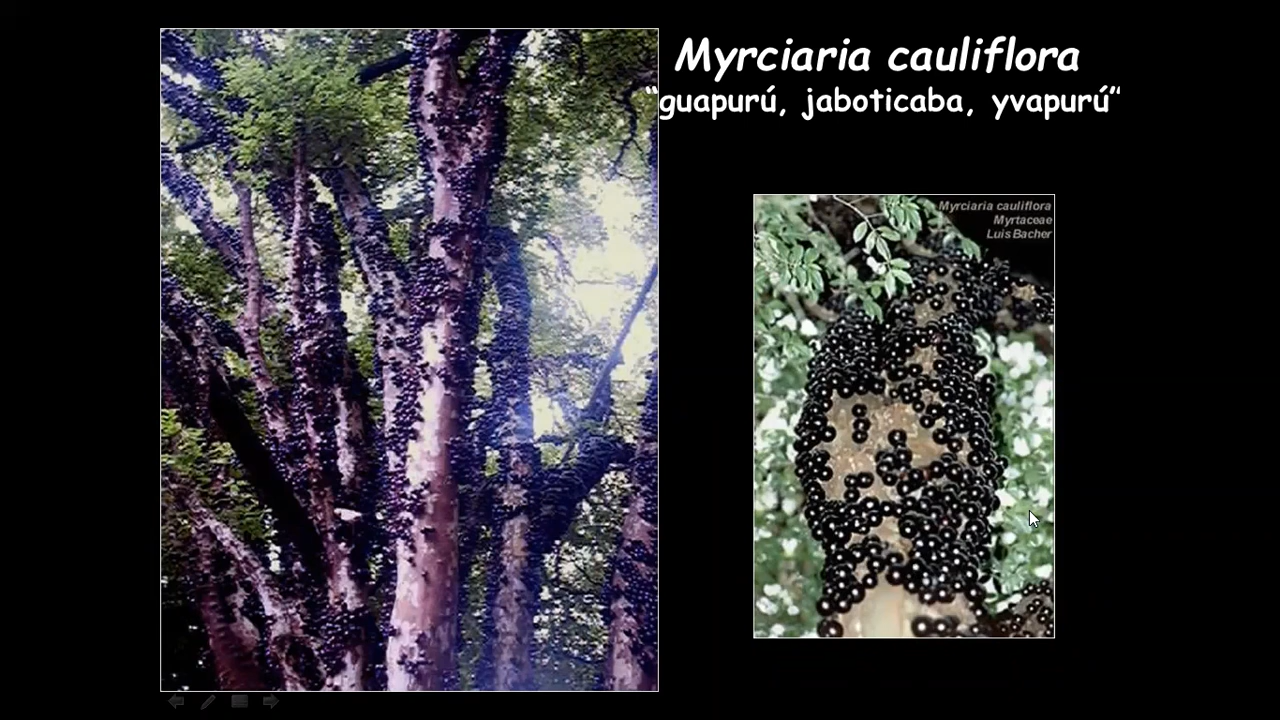 Myrciaria cauliflora
“guapurú, jaboticaba, yvapurú”
Myrciaria cauliflora
Myrtaceae
Luis Bacher